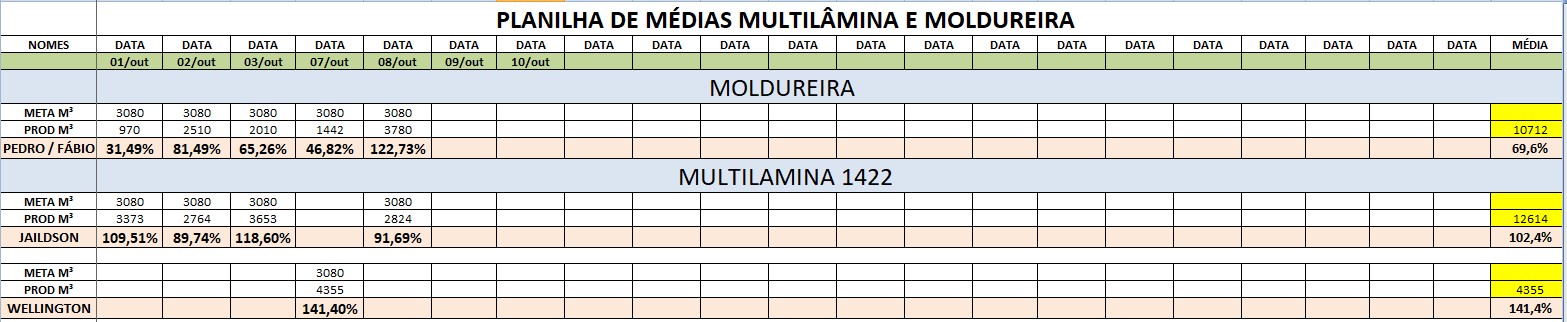 PLANILHA DE MÉDIAS MULTILÂMINA E MOLDUREIRA
NOMES DATA DATA DATA DATA DATA DATA DATA DATA DATA DATA DATA DATA DATA DATA DATA DATA DATA DATA DATA DATA MÉDIA
01/out 02/out 03/out 07/out 08/out 09/out 10/out
MOLDUREIRA
META M³ 3080 3080 3080 3080 3080
PROD M³ 970 2510 2010 1442 3780 10712
PEDRO / FÁBIO 31,49% 81,49% 65,26% 46,82% 122,73% 69,6%
MULTILAMINA 1422
META M³ 3080 3080 3080 3080
PROD M³ 3373 2764 3653 2824 12614
JAILDSON 109,51% 89,74% 118,60% 91,69% 102,4%
META M³ 3080
PROD M³ 4355 4355
WELLINGTON 141,40% 141,4%